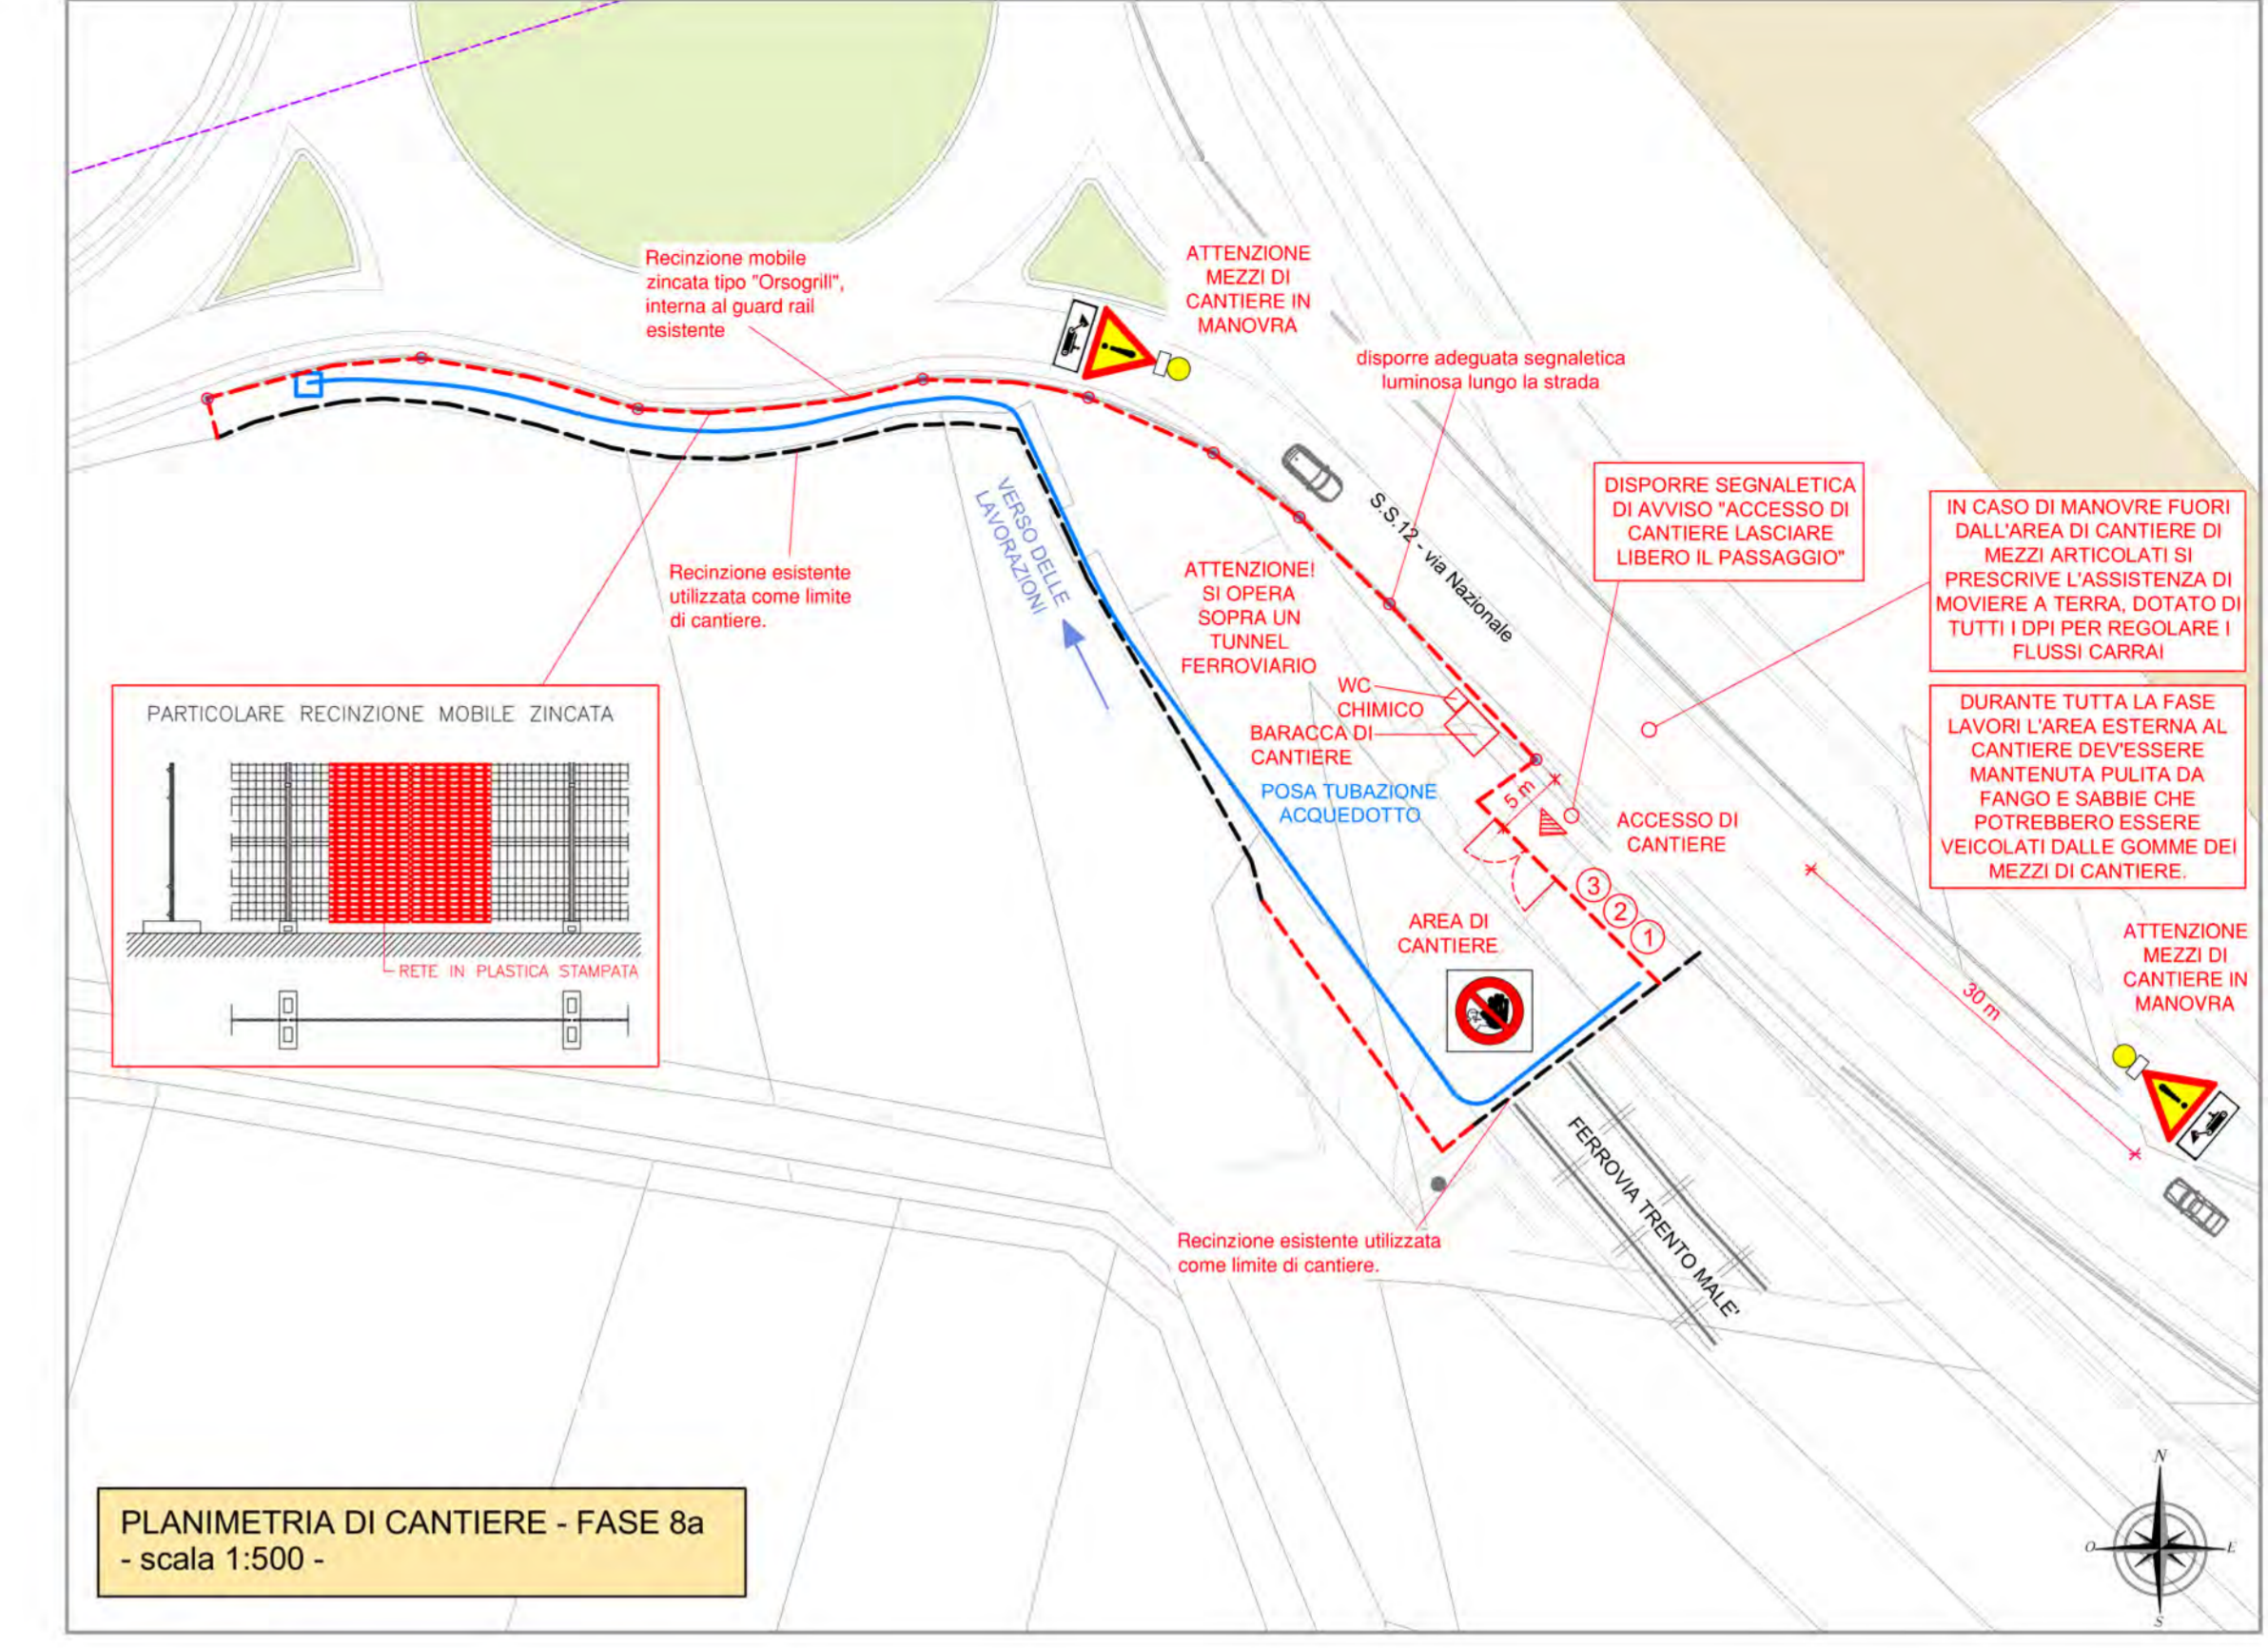 Recinzione mobile
zincata tipo "Orsogrill",
interna al guard rail
esistente
ATTENZIONE
MEZZI DI
CANTIERE IN
MANOVRA
disporre adeguata segnaletica
luminosa lungo la strada
S.S.12 - via Nazionale
DISPORRE SEGNALETICA
DI AVVISO "ACCESSO DI
CANTIERE LASCIARE
LIBERO IL PASSAGGIO"
IN CASO DI MANOVRE FUORI
DALL'AREA DI CANTIERE DI
MEZZI ARTICOLATI SI
PRESCRIVE L'ASSISTENZA DI
MOVIERE A TERRA, DOTATO DI
TUTTI I DPI PER REGOLARE I
FLUSSI CARRAI
VERSO DELLE
LAVORAZIONI
Recinzione esistente
utilizzata come limite
di cantiere.
ATTENZIONE!
SI OPERA
SOPRA UN
TUNNEL
FERROVIARIO
WC
CHIMICO
BARACCA DI
CANTIERE
POSA TUBAZIONE
ACQUEDOTTO
5 m
ACCESSO DI
CANTIERE
DURANTE TUTTA LA FASE
LAVORI L'AREA ESTERNA AL
CANTIERE DEV'ESSERE
MANTENUTA PULITA DA
FANGO E SABBIE CHE
POTREBBERO ESSERE
VEICOLATI DALLE GOMME DEI
MEZZI DI CANTIERE.
PARTICOLARE RECINZIONE MOBILE ZINCATA
RETE IN PLASTICA STAMPATA
3
2
1
AREA DI
CANTIERE
30 m
ATTENZIONE
MEZZI DI
CANTIERE IN
MANOVRA
FERROVIA TRENTO MALE'
Recinzione esistente utilizzata
come limite di cantiere.
PLANIMETRIA DI CANTIERE - FASE 8a
- scala 1:500 -
N
O
E
S